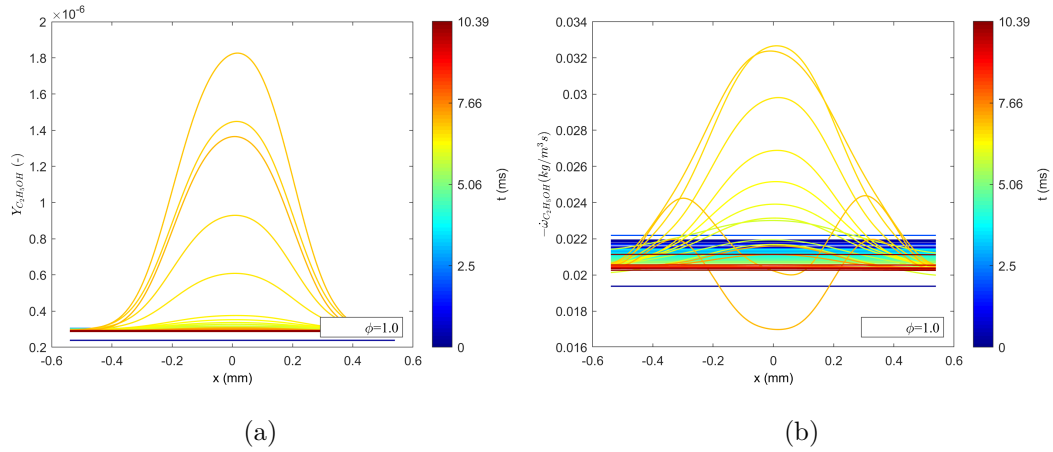 ×10⁻⁶
2
1.8
1.6
1.4
1.2
1
0.8
0.6
0.4
0.2
Y_{C₂H₅OH} (-)
-0.6 -0.4 -0.2 0 0.2 0.4 0.6
x (mm)
ϕ=1.0
10.39
7.66
5.06
2.5
0
t (ms)
(a)
0.034
0.032
0.03
0.028
0.026
0.024
0.022
0.02
0.018
0.016
−ω̇_{C₂H₅OH}(kg/m³s)
-0.6 -0.4 -0.2 0 0.2 0.4 0.6
x (mm)
ϕ=1.0
10.39
7.66
5.06
2.5
0
t (ms)
(b)